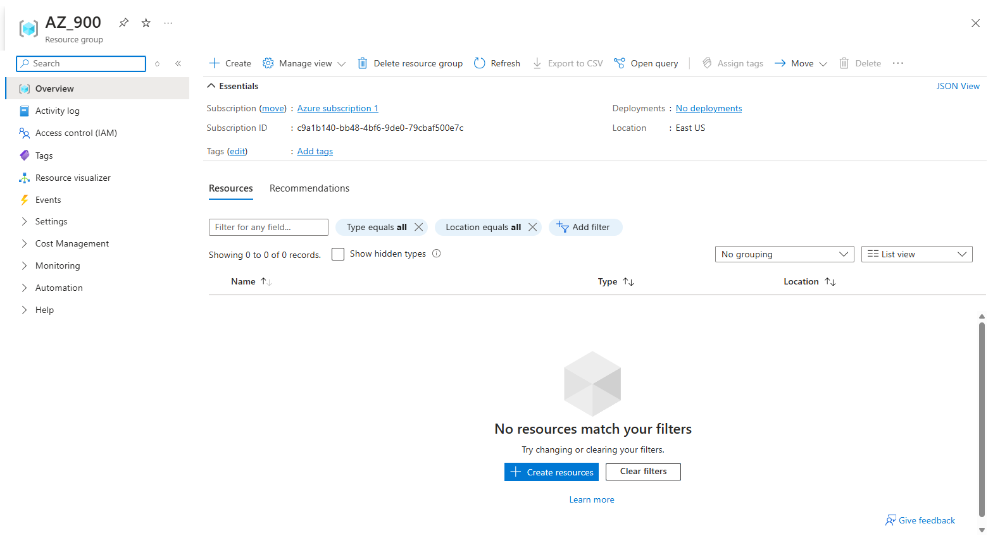 AZ_900
Resource group
Search
Overview
Activity log
Access control (IAM)
Tags
Resource visualizer
Events
Settings
Cost Management
Monitoring
Automation
Help
Create Manage view Delete resource group Refresh Export to CSV Open query Assign tags Move Delete
Essentials JSON View
Subscription (move) : Azure subscription 1 Deployments : No deployments
Subscription ID : c9a1b140-bb48-4bf6-9de0-79cbaf500e7c Location : East US
Tags (edit) : Add tags
Resources Recommendations
Filter for any field... Type equals all Location equals all Add filter
Showing 0 to 0 of 0 records. Show hidden types No grouping List view
Name Type Location
No resources match your filters
Try changing or clearing your filters.
Create resources Clear filters
Learn more
Give feedback